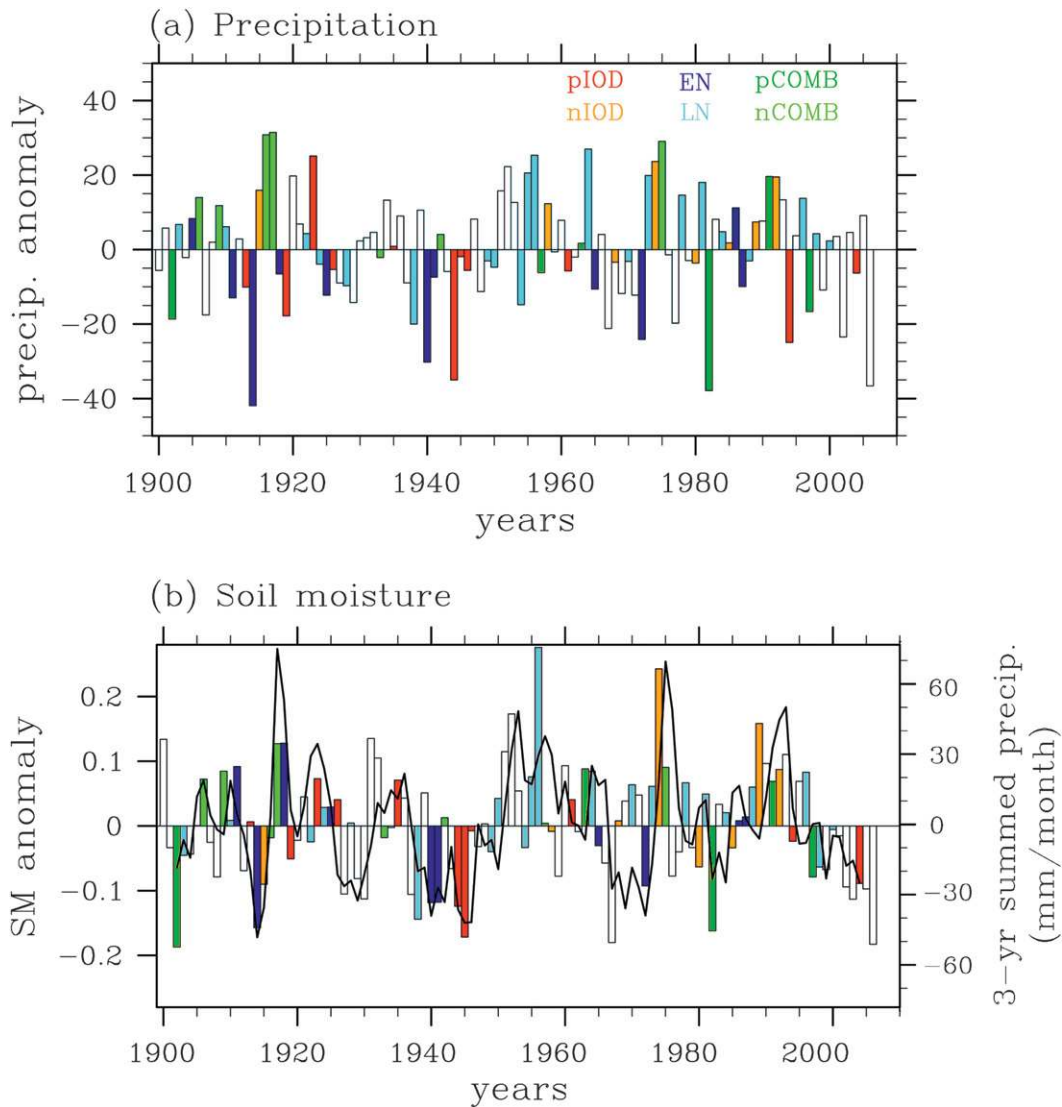 (a) Precipitation
precip. anomaly
40
20
0
−20
−40
pIOD EN pCOMB
nIOD LN nCOMB
1900 1920 1940 1960 1980 2000
years
(b) Soil moisture
SM anomaly
0.2
0.1
0
−0.1
−0.2
60
30
0
−30
−60
3−yr summed precip.
(mm/month)
1900 1920 1940 1960 1980 2000
years